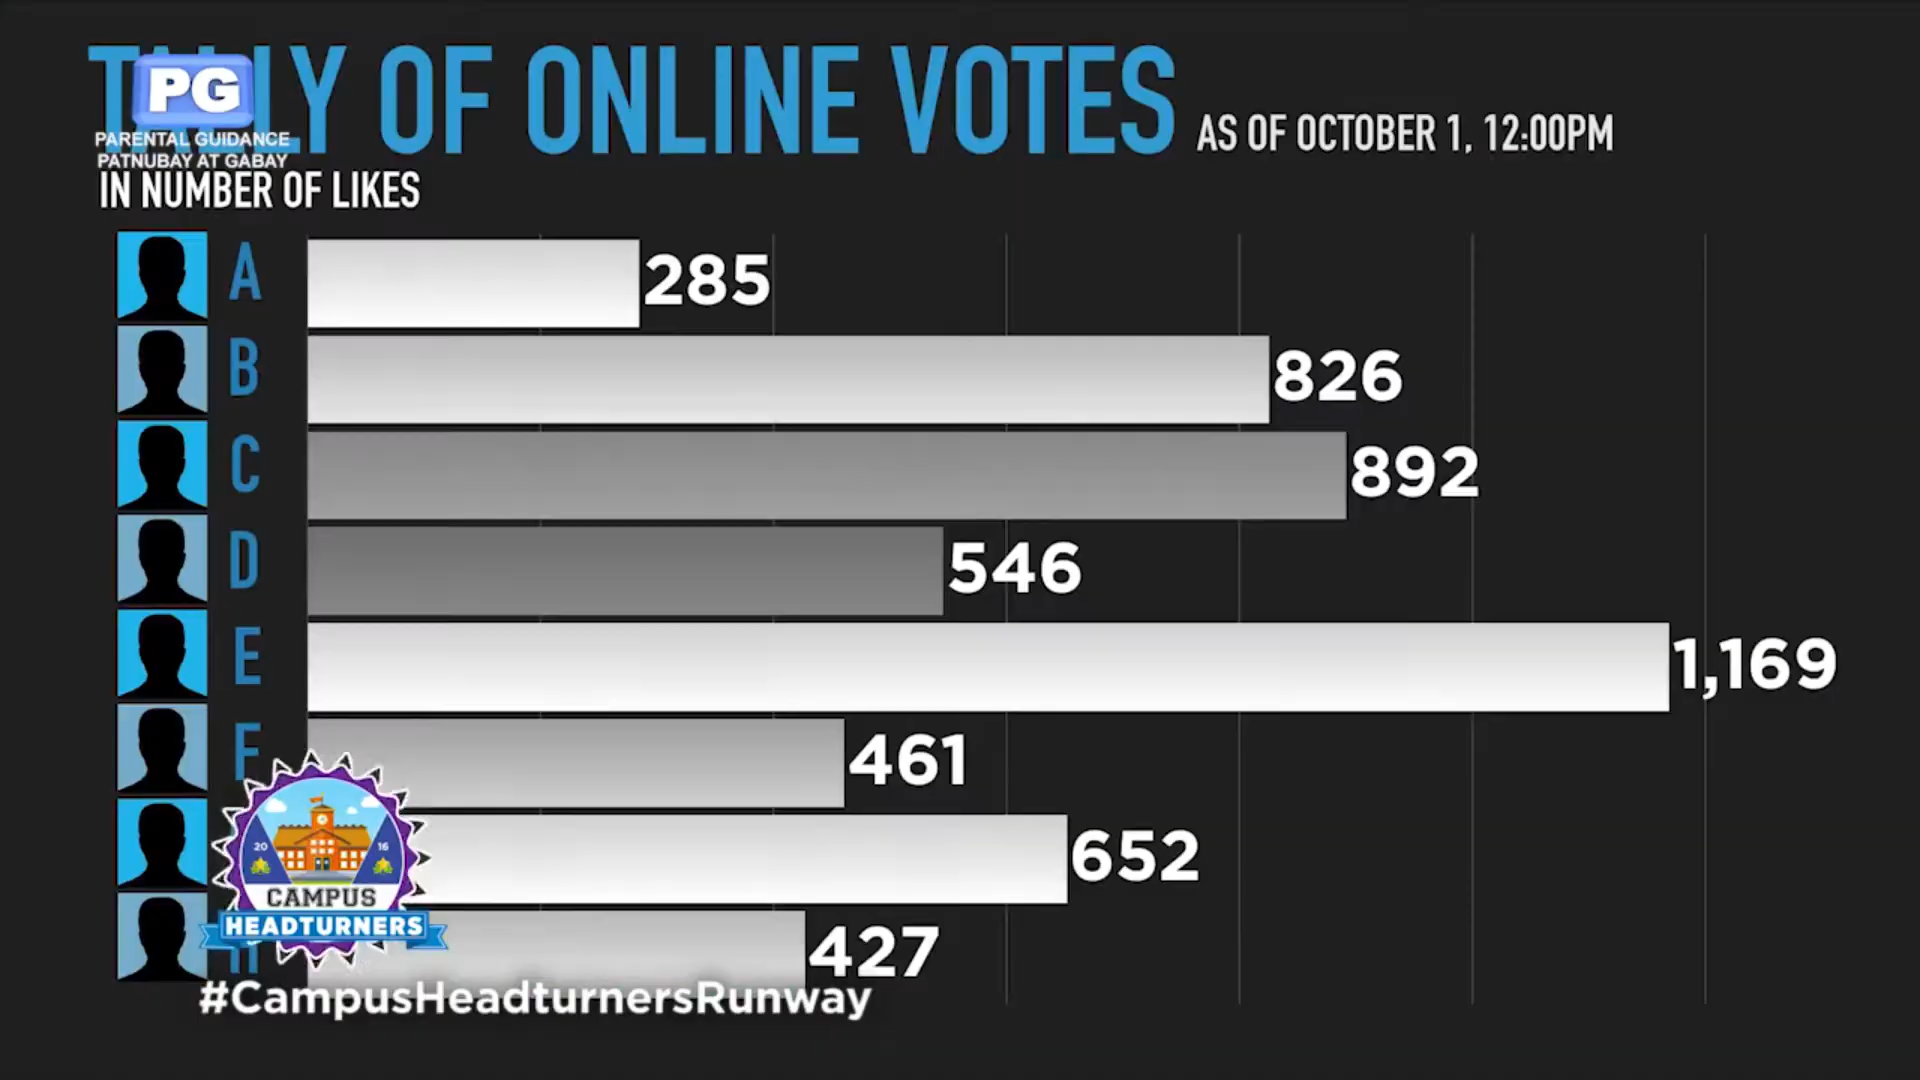 TALLY OF ONLINE VOTES AS OF OCTOBER 1, 12:00PM
PG
PARENTAL GUIDANCE
PATNUBAY AT GABAY
IN NUMBER OF LIKES
A 285
B 826
C 892
D 546
E 1,169
F 461
652
H 427
20 16
CAMPUS
HEADTURNERS
#CampusHeadturnersRunway